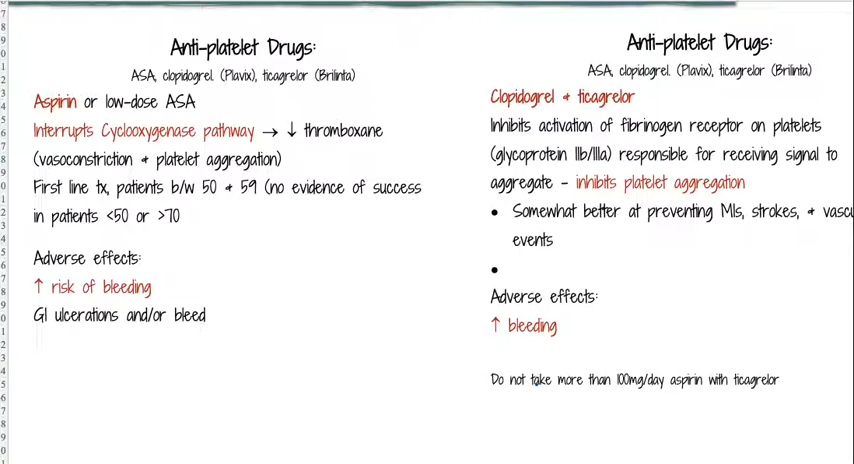 Anti-platelet Drugs:
ASA, clopidogrel (Plavix), ticagrelor (Brilinta)
Aspirin or low-dose ASA
Interrupts Cyclooxygenase pathway → ↓ thromboxane
(vasoconstriction & platelet aggregation)
First line tx, patients b/w 50 & 59 (no evidence of success
in patients <50 or >70
Adverse effects:
↑ risk of bleeding
GI ulcerations and/or bleed
Anti-platelet Drugs:
ASA, clopidogrel (Plavix), ticagrelor (Brilinta)
Clopidogrel & ticagrelor
Inhibits activation of fibrinogen receptor on platelets
(glycoprotein IIb/IIIa) responsible for receiving signal to
aggregate - inhibits platelet aggregation
• Somewhat better at preventing MIs, strokes, & vascu
events
•
Adverse effects:
↑ bleeding
Do not take more than 100mg/day aspirin with ticagrelor